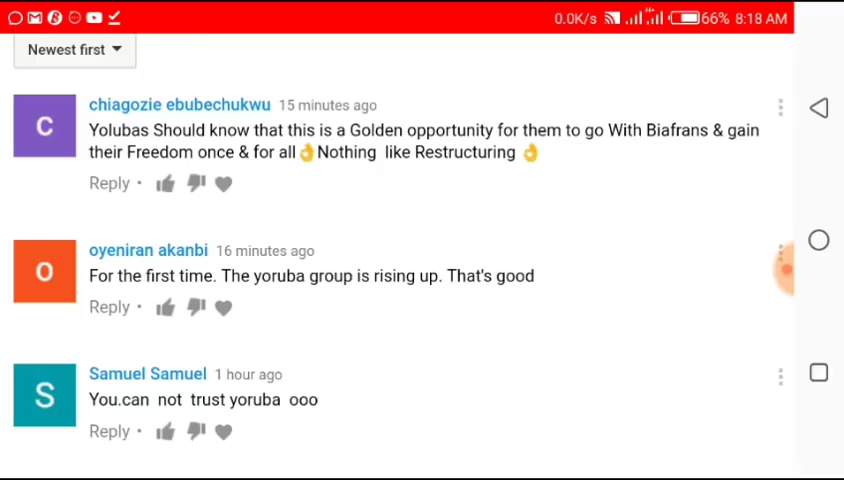 0.0K/s H+ 66% 8:18 AM
Newest first
C
chiagozie ebubechukwu 15 minutes ago
Yolubas Should know that this is a Golden opportunity for them to go With Biafrans & gain
their Freedom once & for all👌Nothing like Restructuring 👌
Reply •
O
oyeniran akanbi 16 minutes ago
For the first time. The yoruba group is rising up. That's good
Reply •
S
Samuel Samuel 1 hour ago
You.can not trust yoruba ooo
Reply •